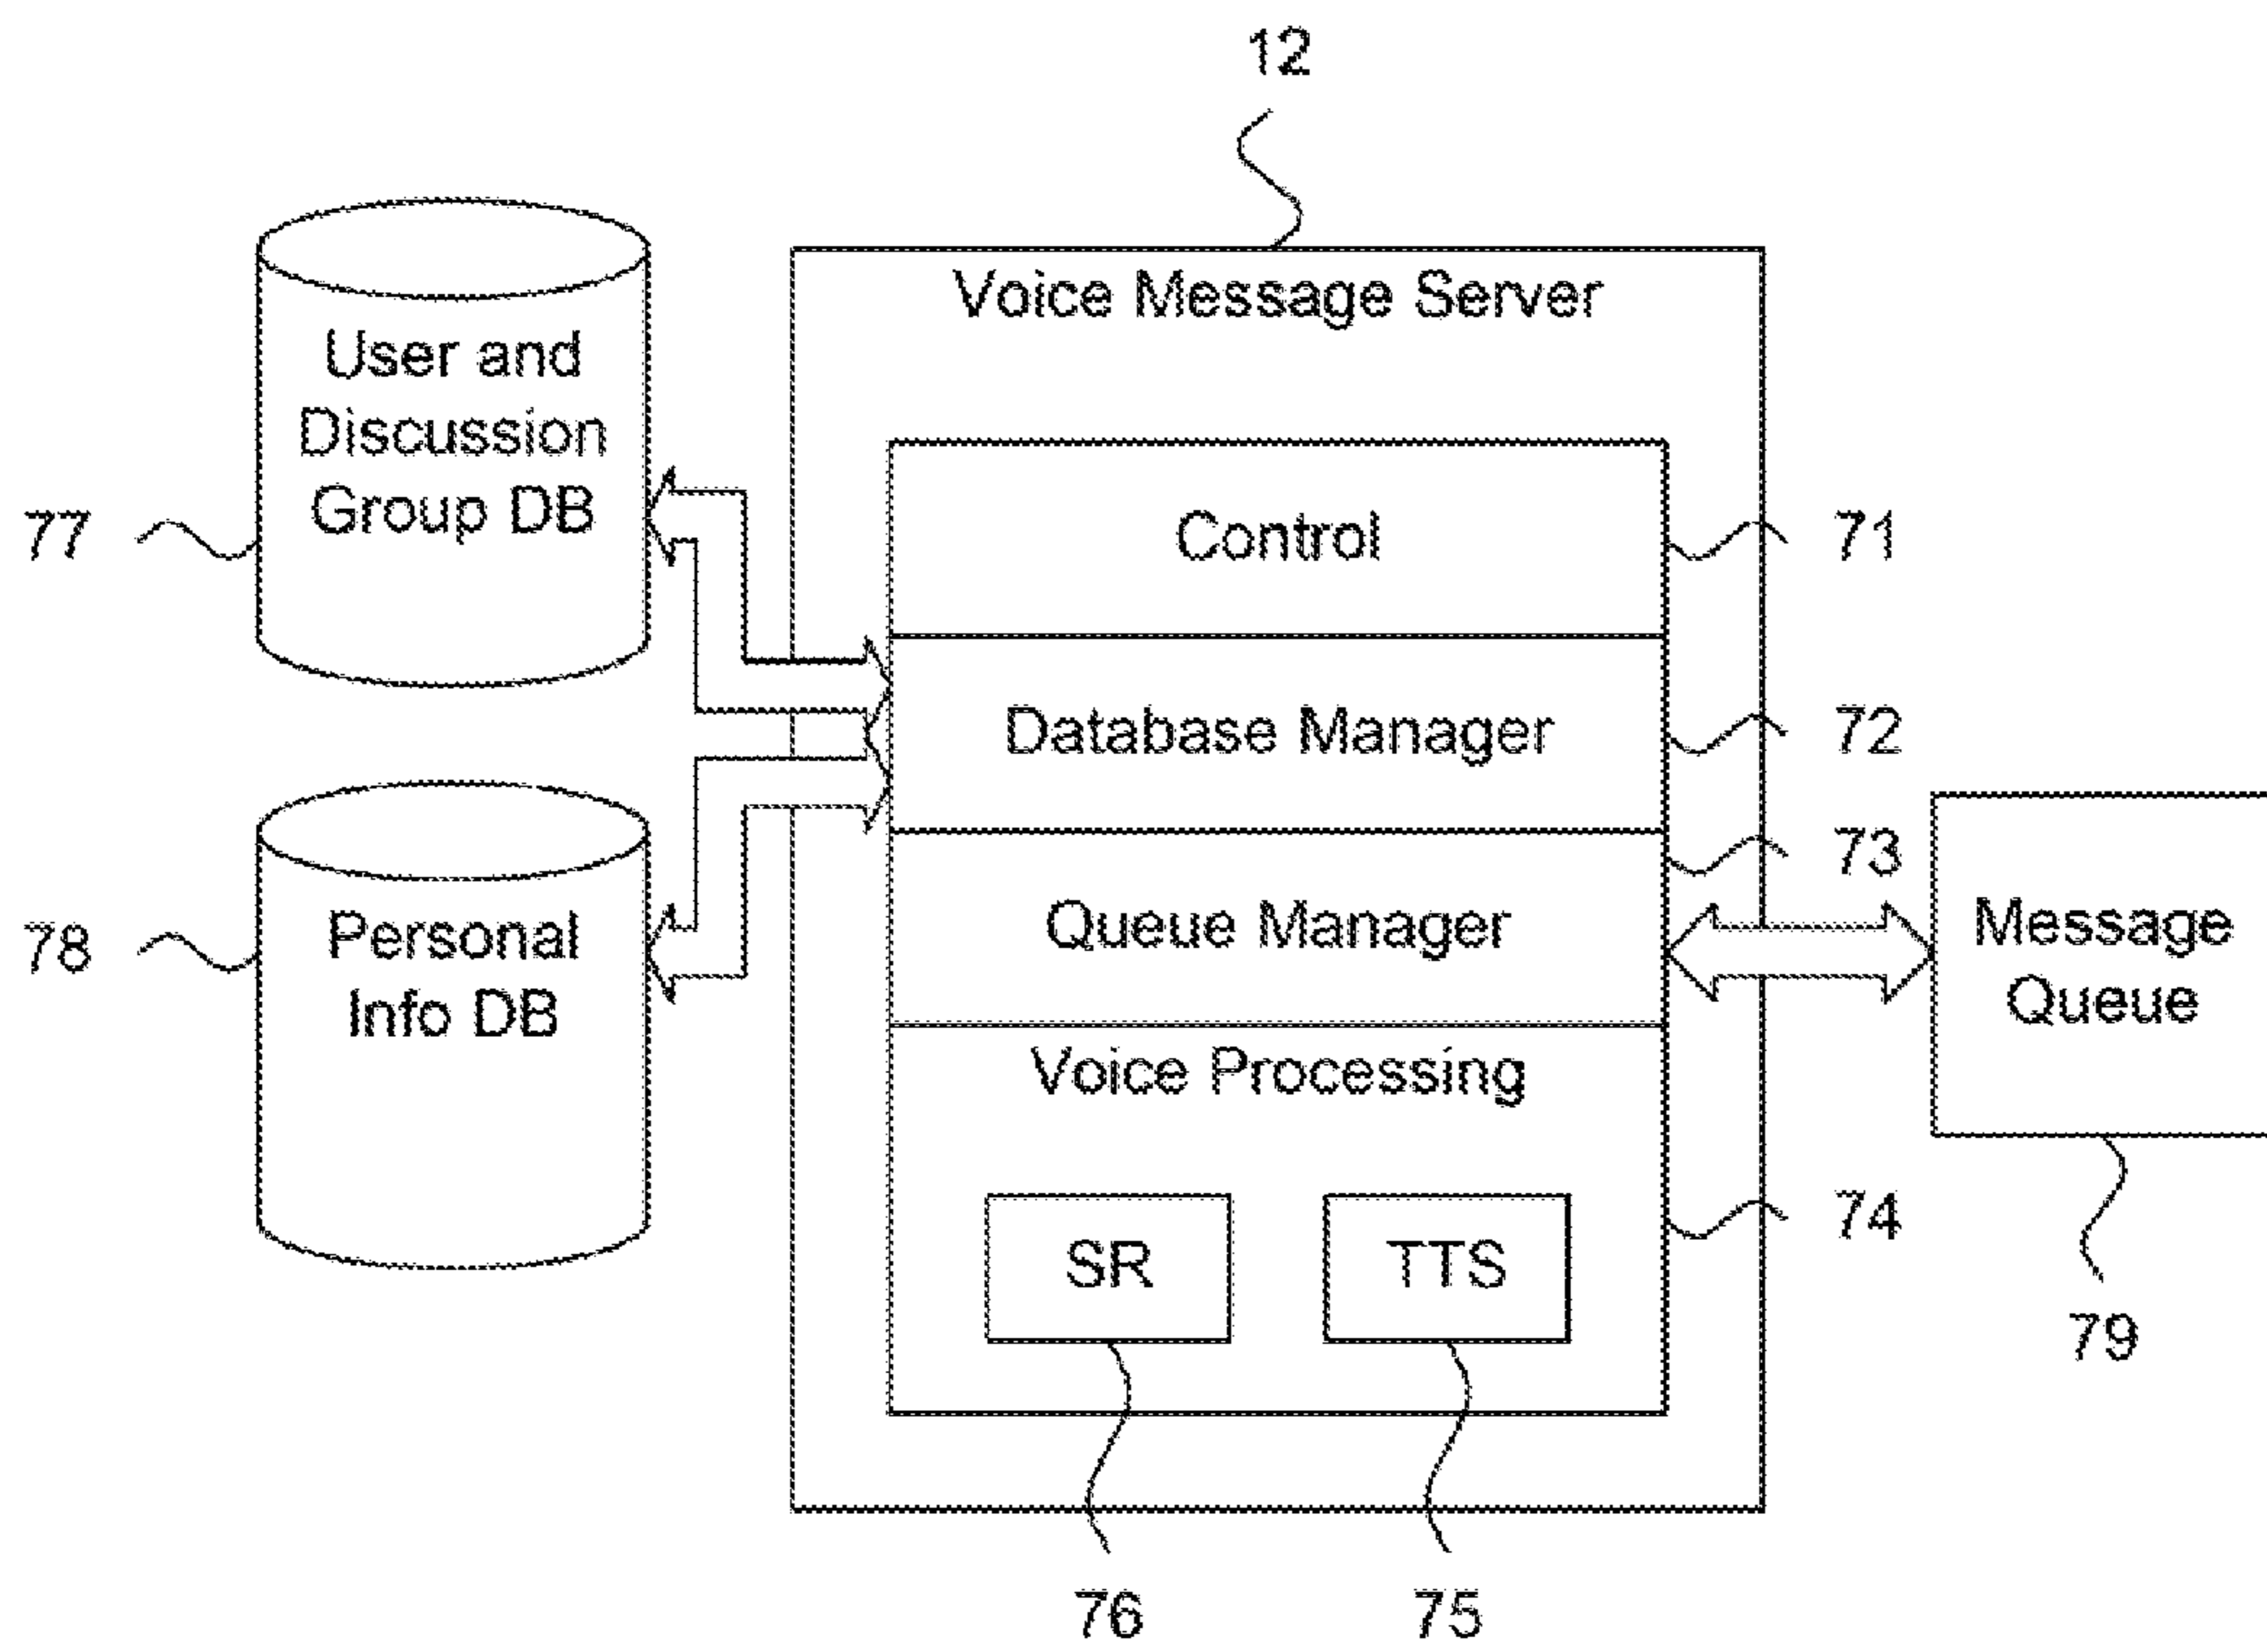 12
Voice Message Server
User and
Discussion
Group DB
77
Control
71
Database Manager
72
73
Queue Manager
Message
Queue
78
Personal
Info DB
Voice Processing
74
SR
TTS
79
76
75